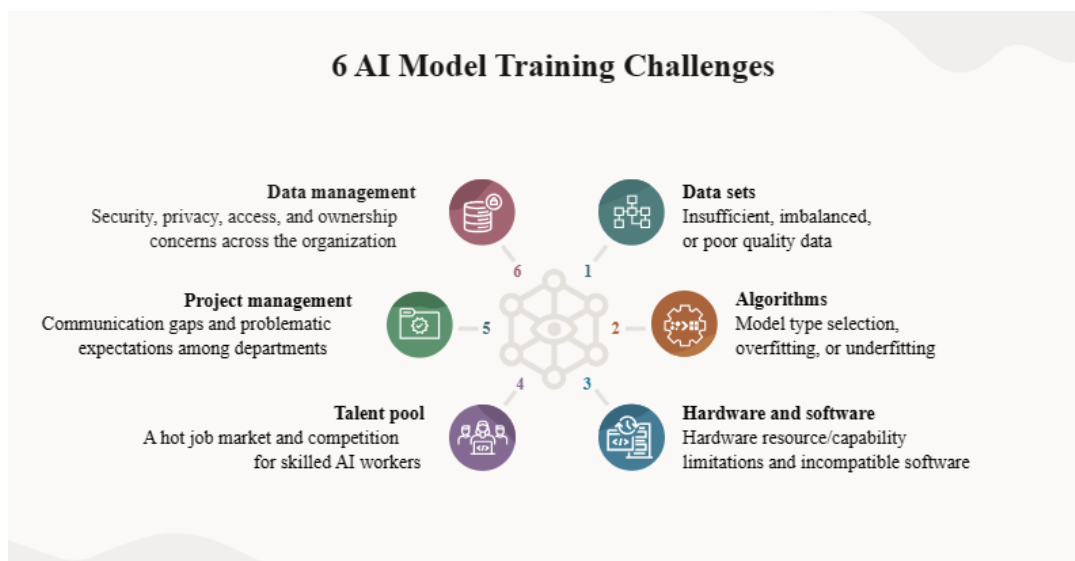 6 AI Model Training Challenges
Data sets
Insufficient, imbalanced,
or poor quality data
1
Algorithms
Model type selection,
overfitting, or underfitting
2
Hardware and software
Hardware resource/capability
limitations and incompatible software
3
Talent pool
A hot job market and competition
for skilled AI workers
4
Project management
Communication gaps and problematic
expectations among departments
5
Data management
Security, privacy, access, and ownership
concerns across the organization
6